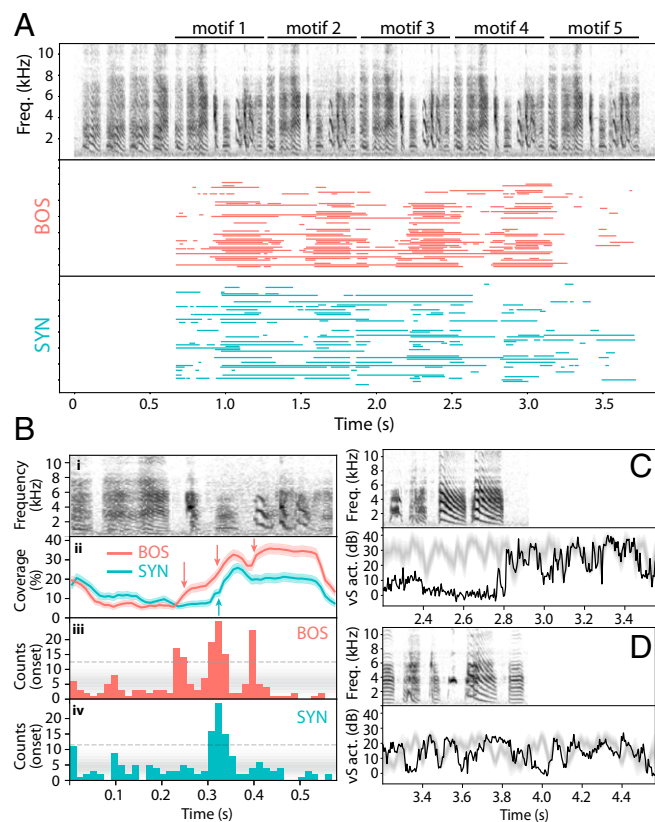 A
motif 1 motif 2 motif 3 motif 4 motif 5
Freq. (kHz)
10
8
6
4
2
BOS
SYN
0 0.5 1.0 1.5 2.0 2.5 3.0 3.5
Time (s)
B
i
Frequency
(kHz)
10
8
6
4
2
ii
BOS
SYN
Coverage
(%)
40
30
20
10
0
iii
BOS
Counts
(onset)
20
15
10
5
0
iv
SYN
Counts
(onset)
20
15
10
5
0
0.1 0.2 0.3 0.4 0.5
Time (s)
C
Freq. (kHz)
10
8
6
4
2
vS act. (dB)
40
30
20
10
0
2.4 2.6 2.8 3.0 3.2 3.4
D
Freq. (kHz)
10
8
6
4
2
vS act. (dB)
40
30
20
10
0
3.4 3.6 3.8 4.0 4.2 4.4
Time (s)